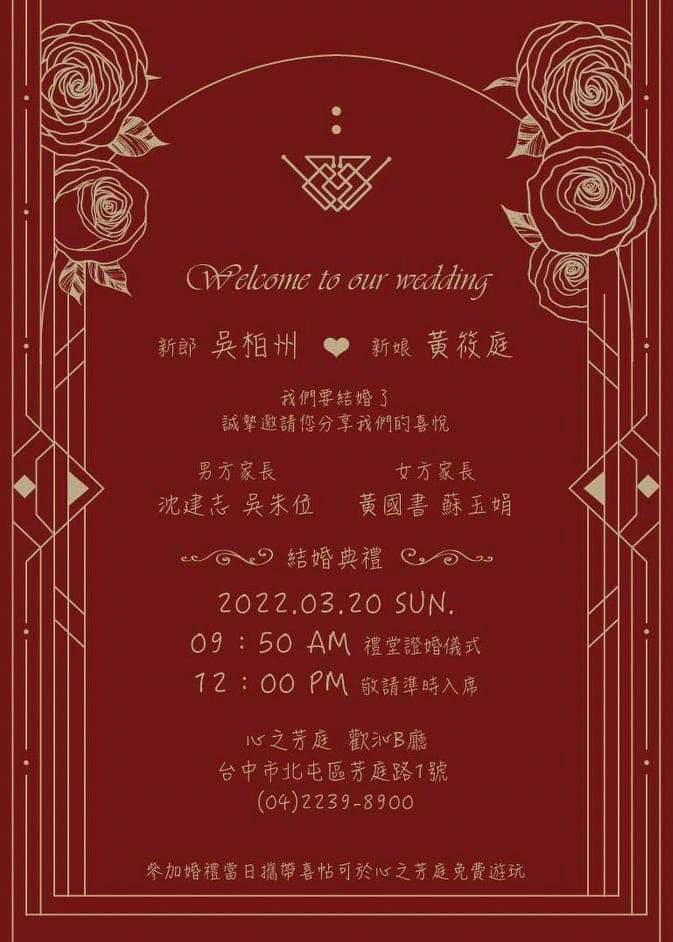 Welcome to our wedding
新郎 吳柏州 ❤ 新娘 黃筱庭
我們要結婚了
誠摯邀請您分享我們的喜悅
男方家長 女方家長
沈建志 吳朱位 黃國書 蘇玉娟
結婚典禮
2022.03.20 SUN.
09：50 AM 禮堂證婚儀式
12：00 PM 敬請準時入席
心之芳庭 歡沁B廳
台中市北屯區芳庭路1號
(04)2239-8900
參加婚禮當日攜帶喜帖可於心之芳庭免費遊玩